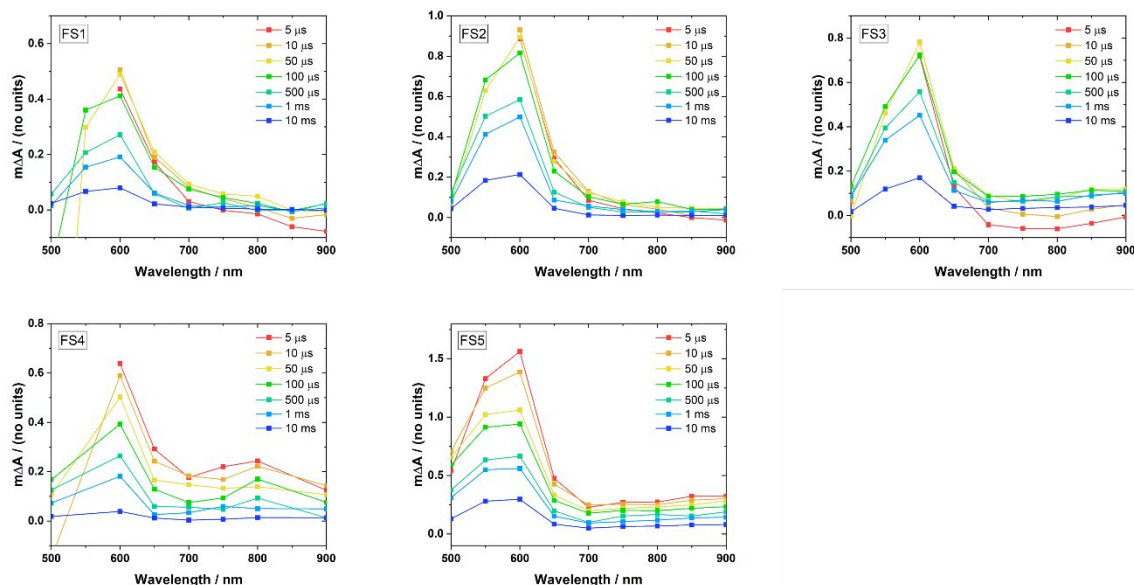 FS1
5 μs
10 μs
50 μs
100 μs
500 μs
1 ms
10 ms
mΔA / (no units)
0.6
0.4
0.2
0.0
500 600 700 800 900
Wavelength / nm
FS2
5 μs
10 μs
50 μs
100 μs
500 μs
1 ms
10 ms
mΔA / (no units)
1.0
0.8
0.6
0.4
0.2
0.0
500 600 700 800 900
Wavelength / nm
FS3
5 μs
10 μs
50 μs
100 μs
500 μs
1 ms
10 ms
mΔA / (no units)
0.8
0.6
0.4
0.2
0.0
500 600 700 800 900
Wavelength / nm
FS4
5 μs
10 μs
50 μs
100 μs
500 μs
1 ms
10 ms
mΔA / (no units)
0.8
0.6
0.4
0.2
0.0
500 600 700 800 900
Wavelength / nm
FS5
5 μs
10 μs
50 μs
100 μs
500 μs
1 ms
10 ms
mΔA / (no units)
1.5
1.0
0.5
0.0
500 600 700 800 900
Wavelength / nm